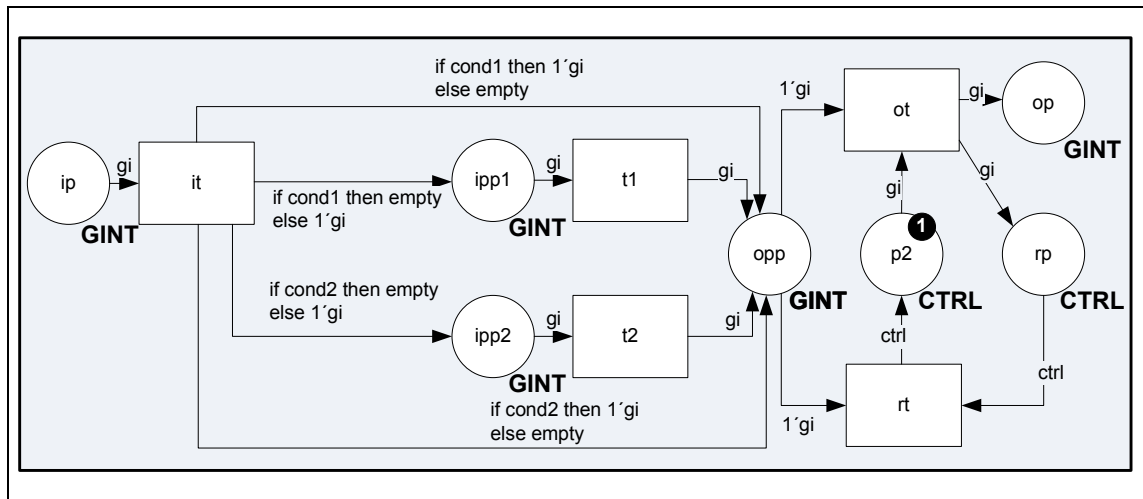 if cond1 then 1´gi
else empty
ip
gi
it
GINT
if cond1 then empty
else 1´gi
ipp1
gi
t1
gi
GINT
if cond2 then empty
else 1´gi
ipp2
gi
t2
gi
GINT
if cond2 then 1´gi
else empty
opp
GINT
1´gi
ot
gi
op
GINT
gi
gi
p2
1
CTRL
rp
CTRL
ctrl
ctrl
rt
1´gi